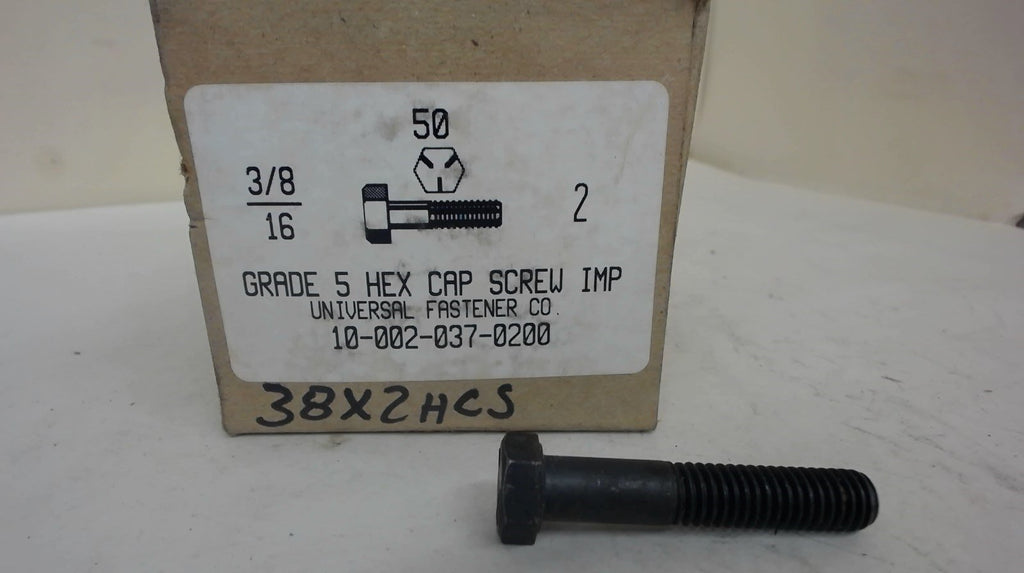 50
3/8
16
2
GRADE 5 HEX CAP SCREW IMP
UNIVERSAL FASTENER CO.
10-002-037-0200
38X2HCS